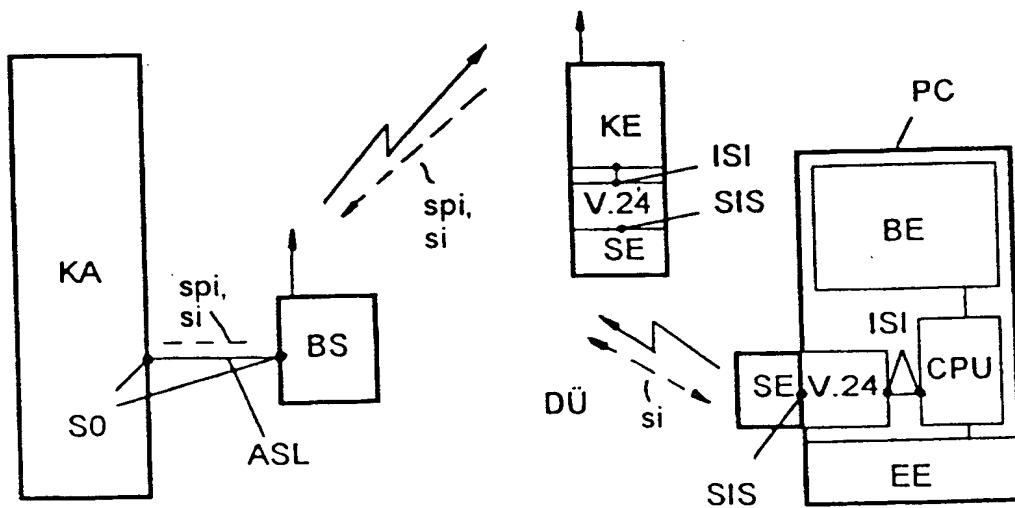 KA
S0
spi,
si
ASL
BS
spi,
si
KE
ISI
V.24
SIS
SE
PC
BE
ISI
CPU
SE
V.24
DÜ
si
SIS
EE